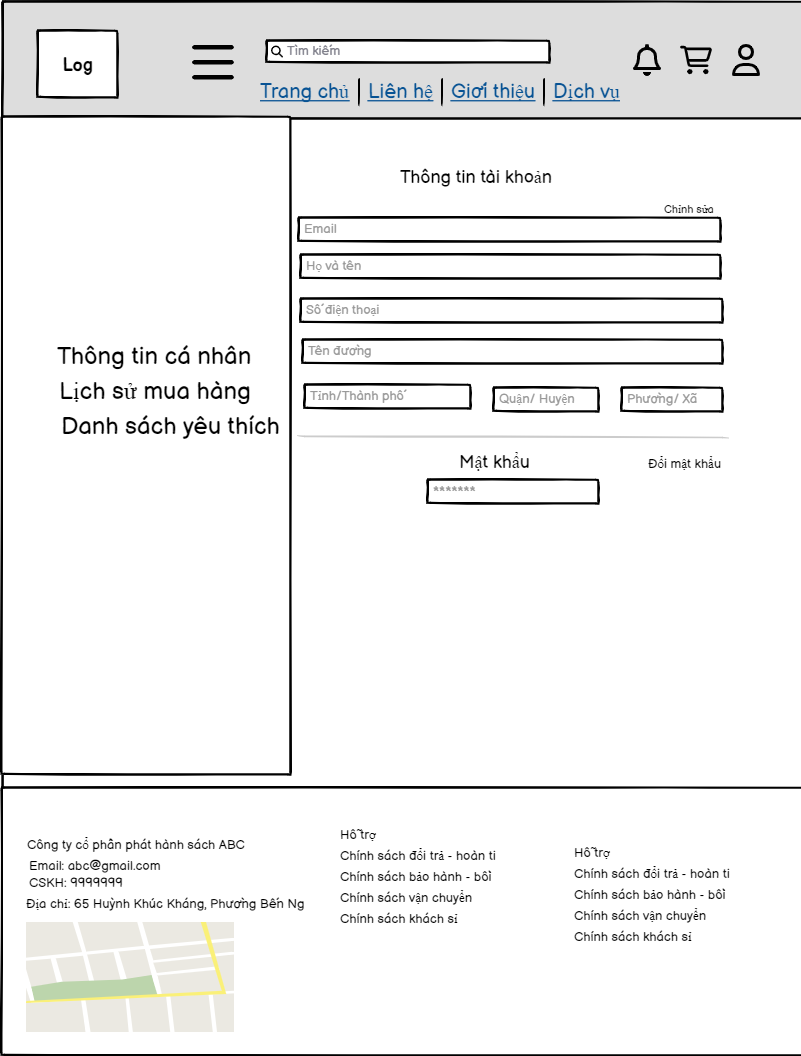 Log
Tìm kiếm
Trang chủ | Liên hệ | Giới thiệu | Dịch vụ
Thông tin cá nhân
Lịch sử mua hàng
Danh sách yêu thích
Thông tin tài khoản
Chỉnh sửa
Email
Họ và tên
Số điện thoại
Tên đường
Tỉnh/Thành phố
Quận/ Huyện
Phường/ Xã
Mật khẩu
Đổi mật khẩu
*******
Công ty cổ phần phát hành sách ABC
Email: abc@gmail.com
CSKH: 9999999
Địa chỉ: 65 Huỳnh Khúc Kháng, Phường Bến Ng
Hỗ trợ
Chính sách đổi trả - hoàn ti
Chính sách bảo hành - bồi
Chính sách vận chuyển
Chính sách khách sỉ
Hỗ trợ
Chính sách đổi trả - hoàn ti
Chính sách bảo hành - bồi
Chính sách vận chuyển
Chính sách khách sỉ